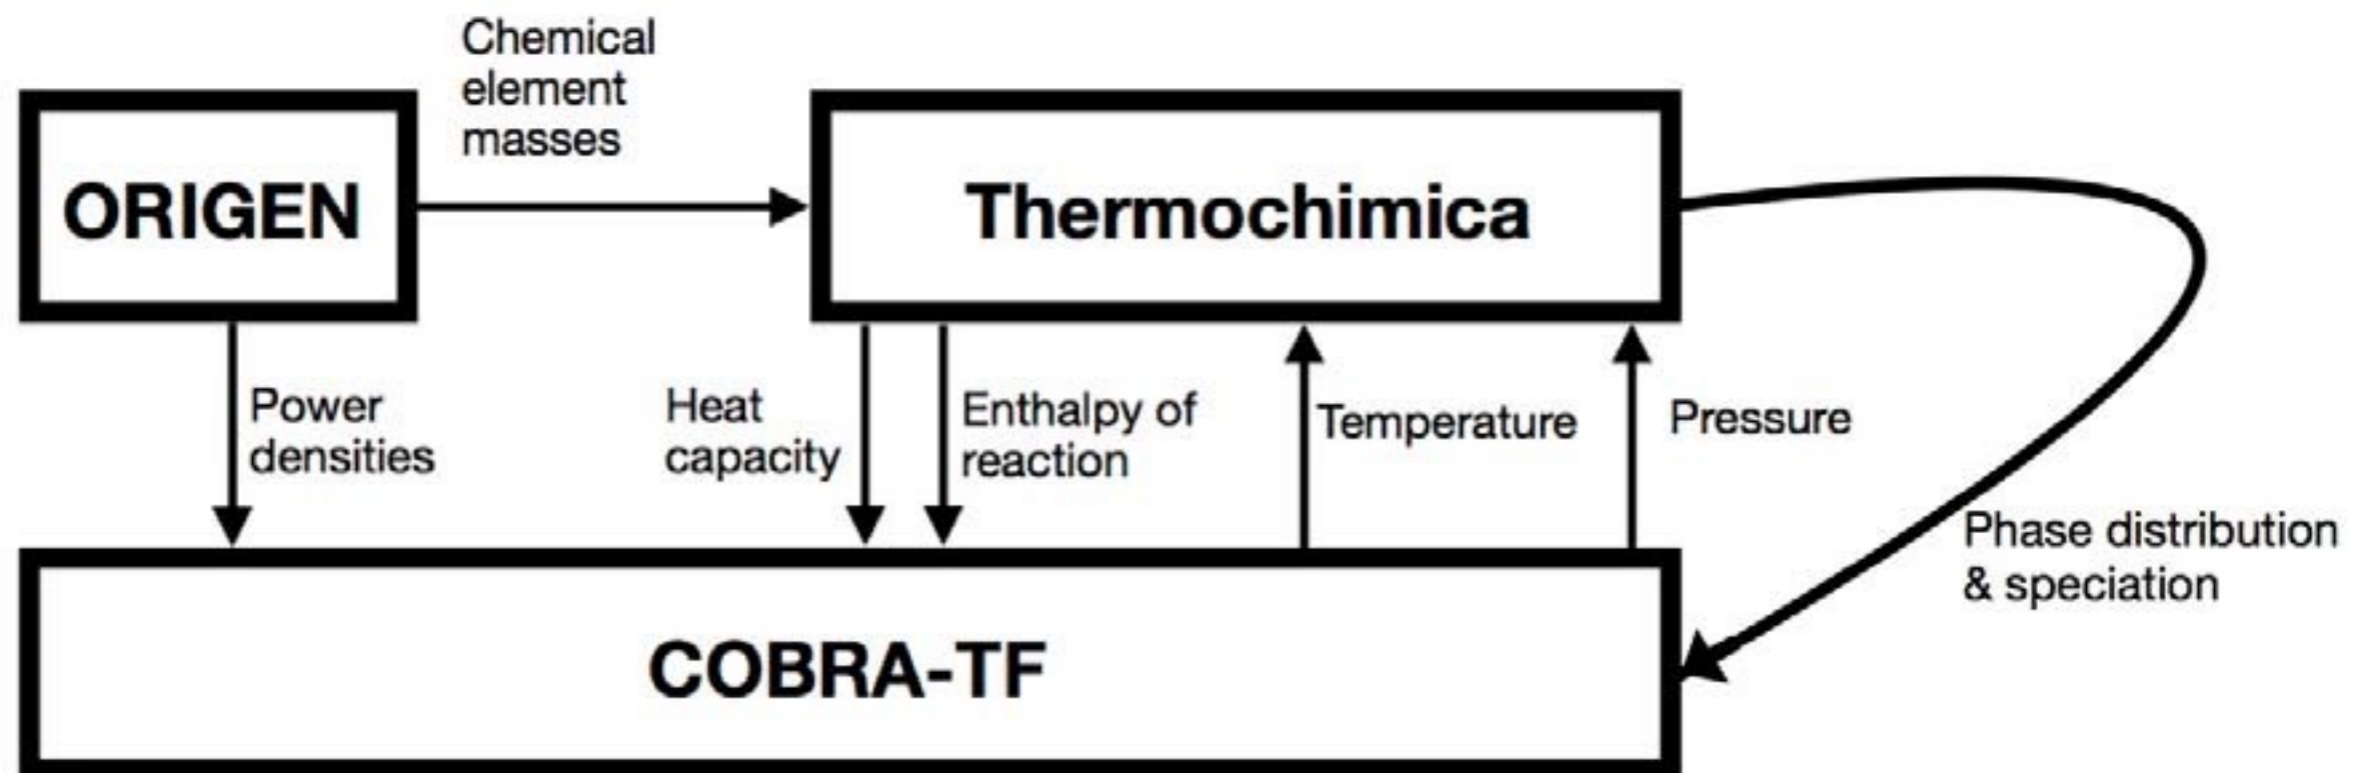 Chemical
element
masses
ORIGEN
Thermochimica
Power
densities
Heat
capacity
Enthalpy of
reaction
Temperature
Pressure
Phase distribution
& speciation
COBRA-TF